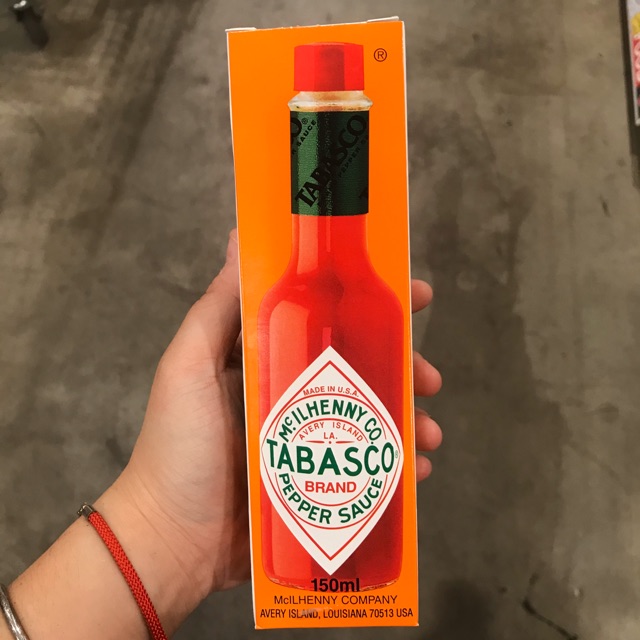 ®
TABASCO®
TABASCO
MADE IN U.S.A.
McILHENNY CO.
AVERY ISLAND
LA.
TABASCO®
BRAND
PEPPER SAUCE
150ml
McILHENNY COMPANY
AVERY ISLAND, LOUISIANA 70513 USA